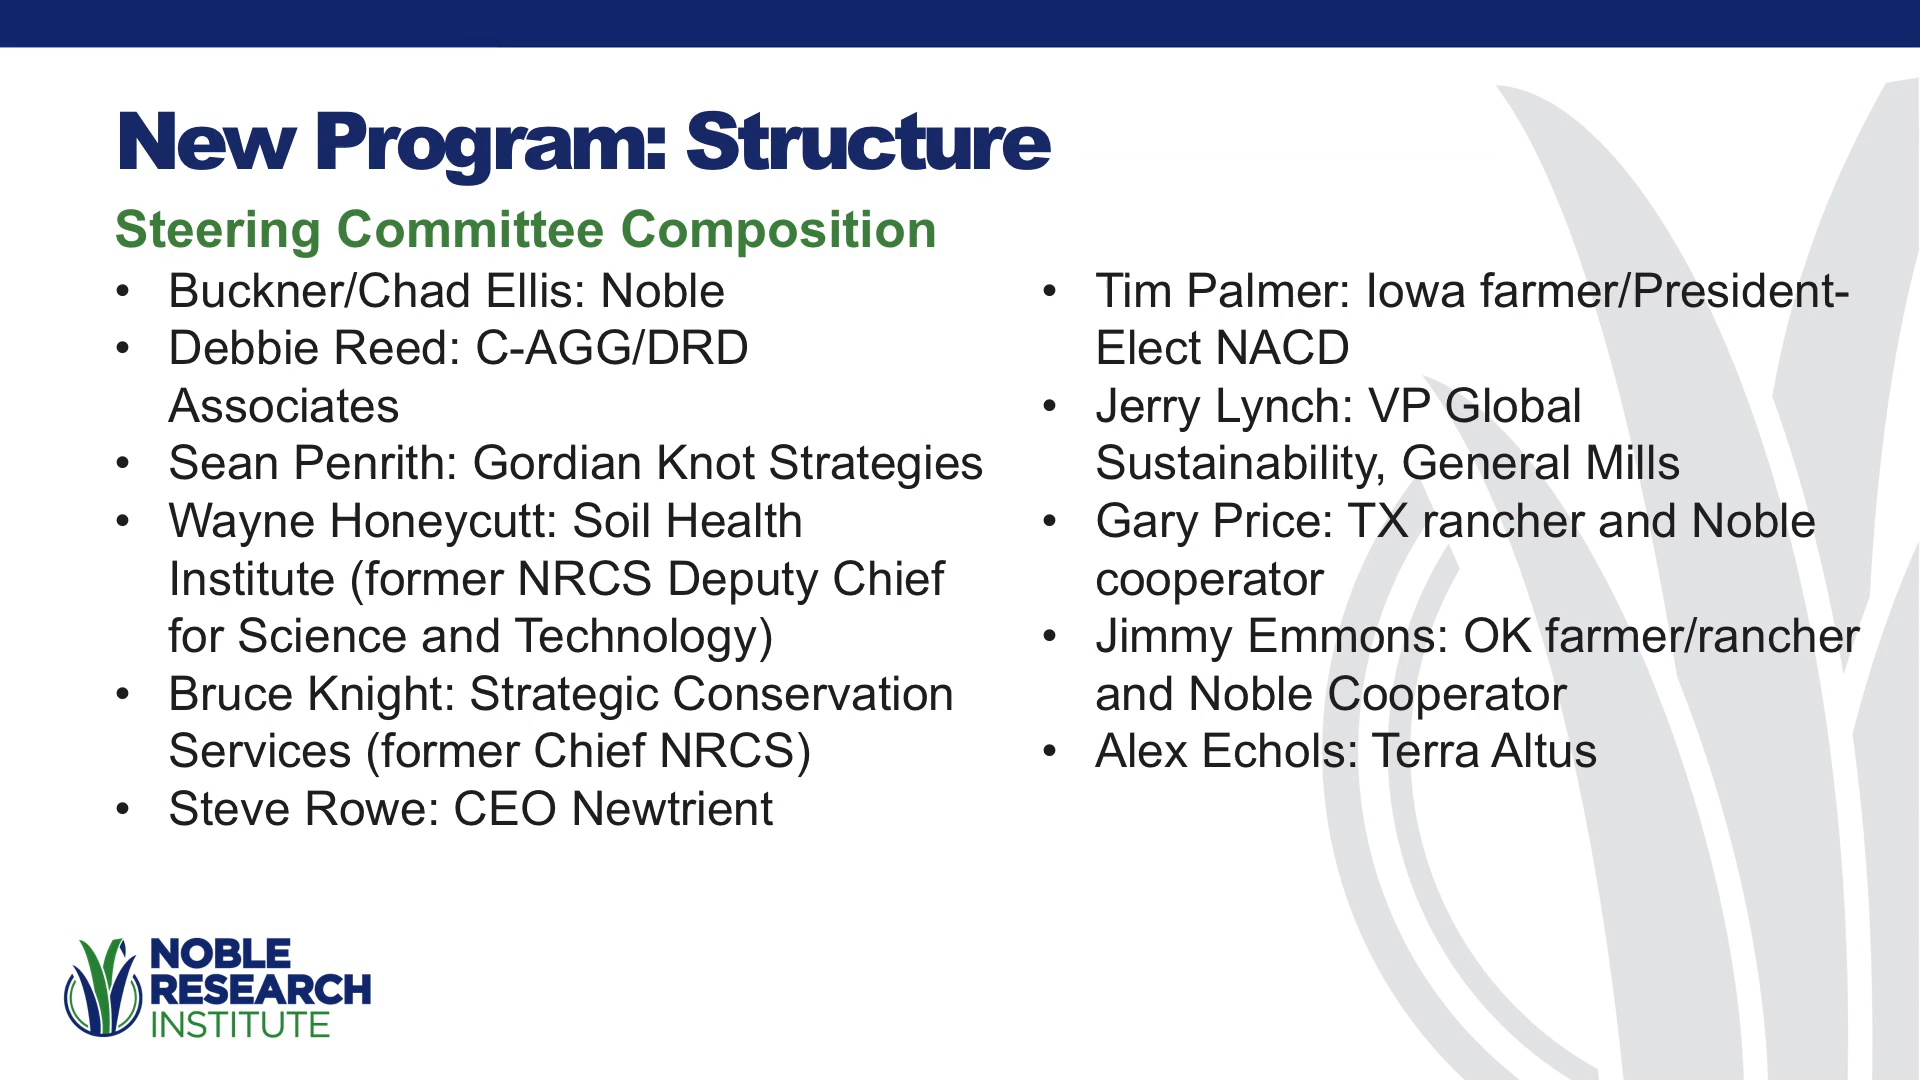 New Program: Structure
Steering Committee Composition
• Buckner/Chad Ellis: Noble
• Debbie Reed: C-AGG/DRD
Associates
• Sean Penrith: Gordian Knot Strategies
• Wayne Honeycutt: Soil Health
Institute (former NRCS Deputy Chief
for Science and Technology)
• Bruce Knight: Strategic Conservation
Services (former Chief NRCS)
• Steve Rowe: CEO Newtrient
• Tim Palmer: Iowa farmer/President-
Elect NACD
• Jerry Lynch: VP Global
Sustainability, General Mills
• Gary Price: TX rancher and Noble
cooperator
• Jimmy Emmons: OK farmer/rancher
and Noble Cooperator
• Alex Echols: Terra Altus
NOBLE
RESEARCH
INSTITUTE